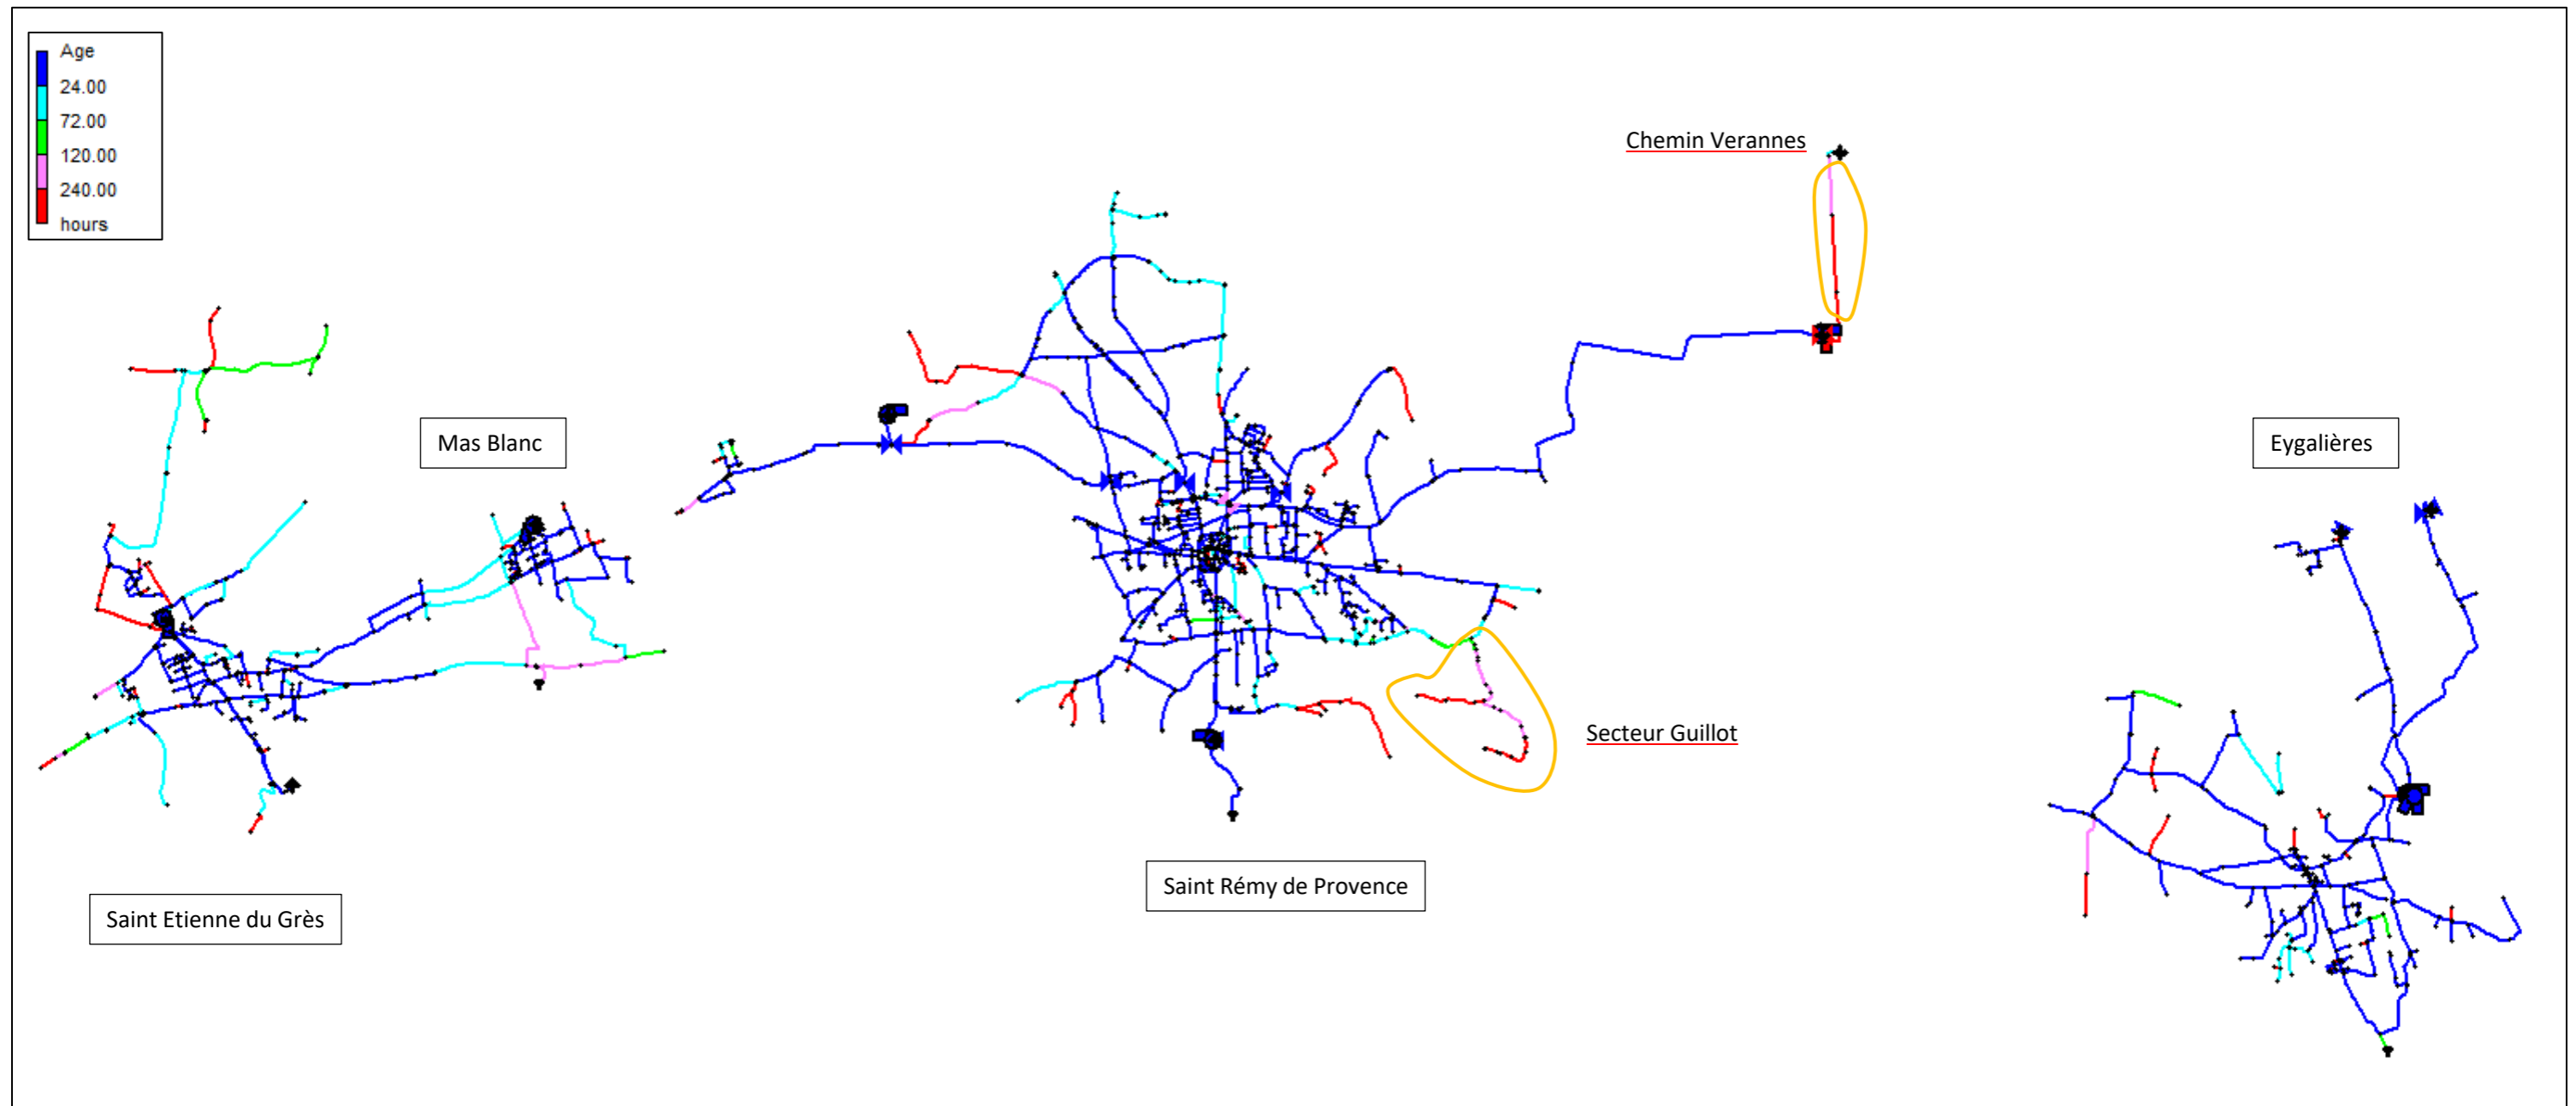 Age
24.00
72.00
120.00
240.00
hours
Chemin Verannes
Mas Blanc
Eygalières
Secteur Guillot
Saint Rémy de Provence
Saint Etienne du Grès